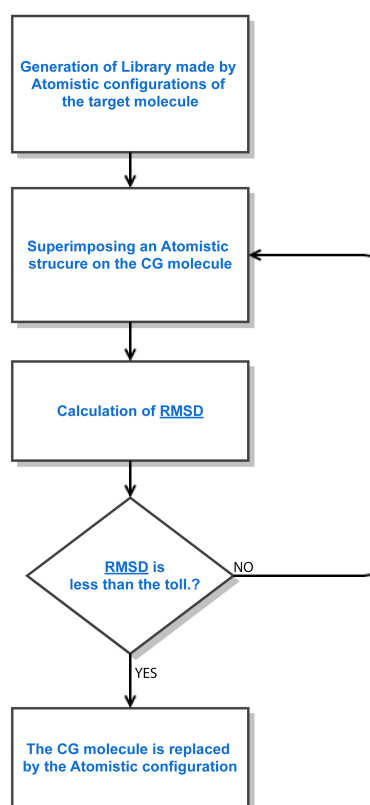 Generation of Library made by
Atomistic configurations of
the target molecule
Superimposing an Atomistic
strucure on the CG molecule
Calculation of RMSD
RMSD is
less than the toll.?
NO
YES
The CG molecule is replaced
by the Atomistic configuration